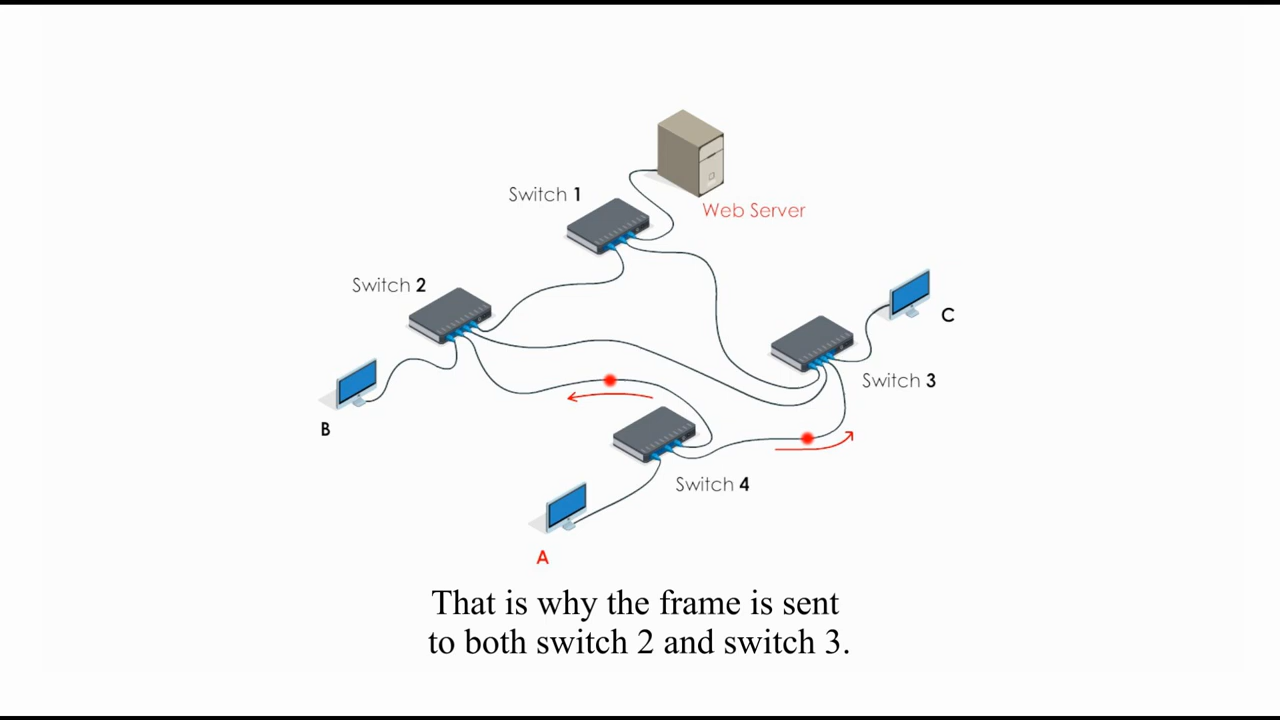 Switch 1
Web Server
Switch 2
C
Switch 3
B
Switch 4
A
That is why the frame is sent
to both switch 2 and switch 3.